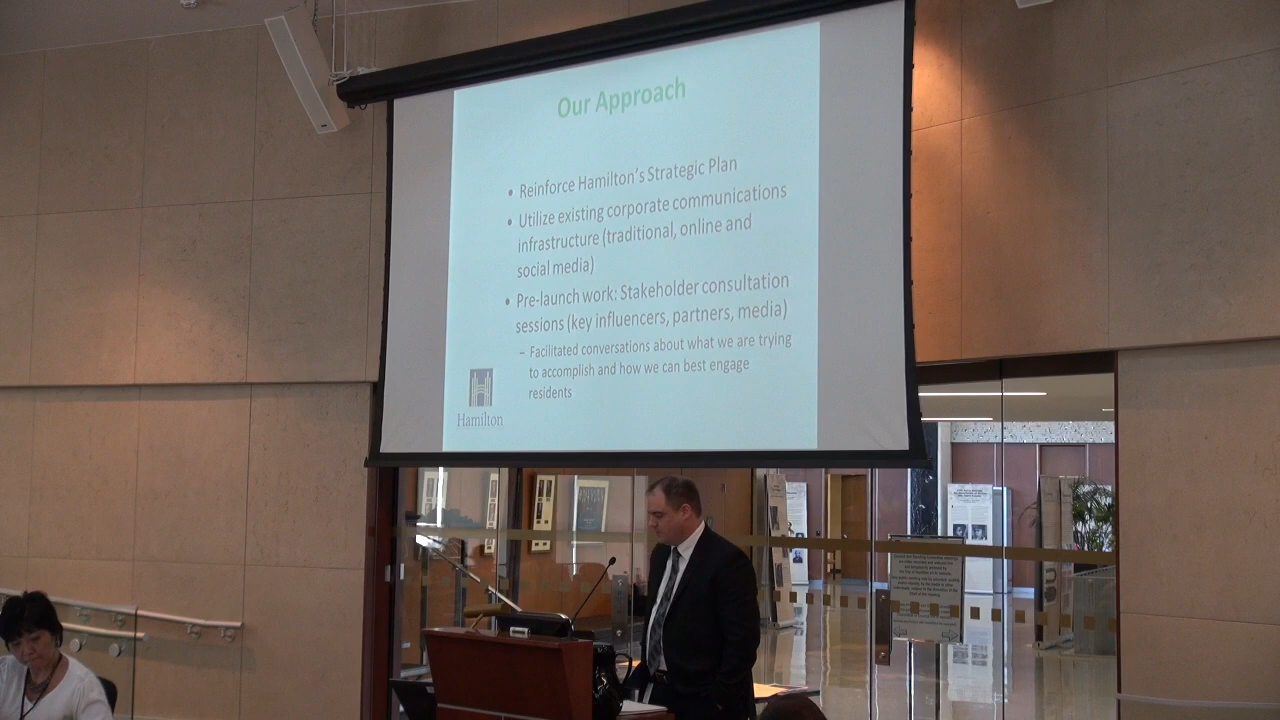 Our Approach
• Reinforce Hamilton's Strategic Plan
• Utilize existing corporate communications
infrastructure (traditional, online and
social media)
• Pre-launch work: Stakeholder consultation
sessions (key influencers, partners, media)
– Facilitated conversations about what we are trying
to accomplish and how we can best engage
residents
Hamilton